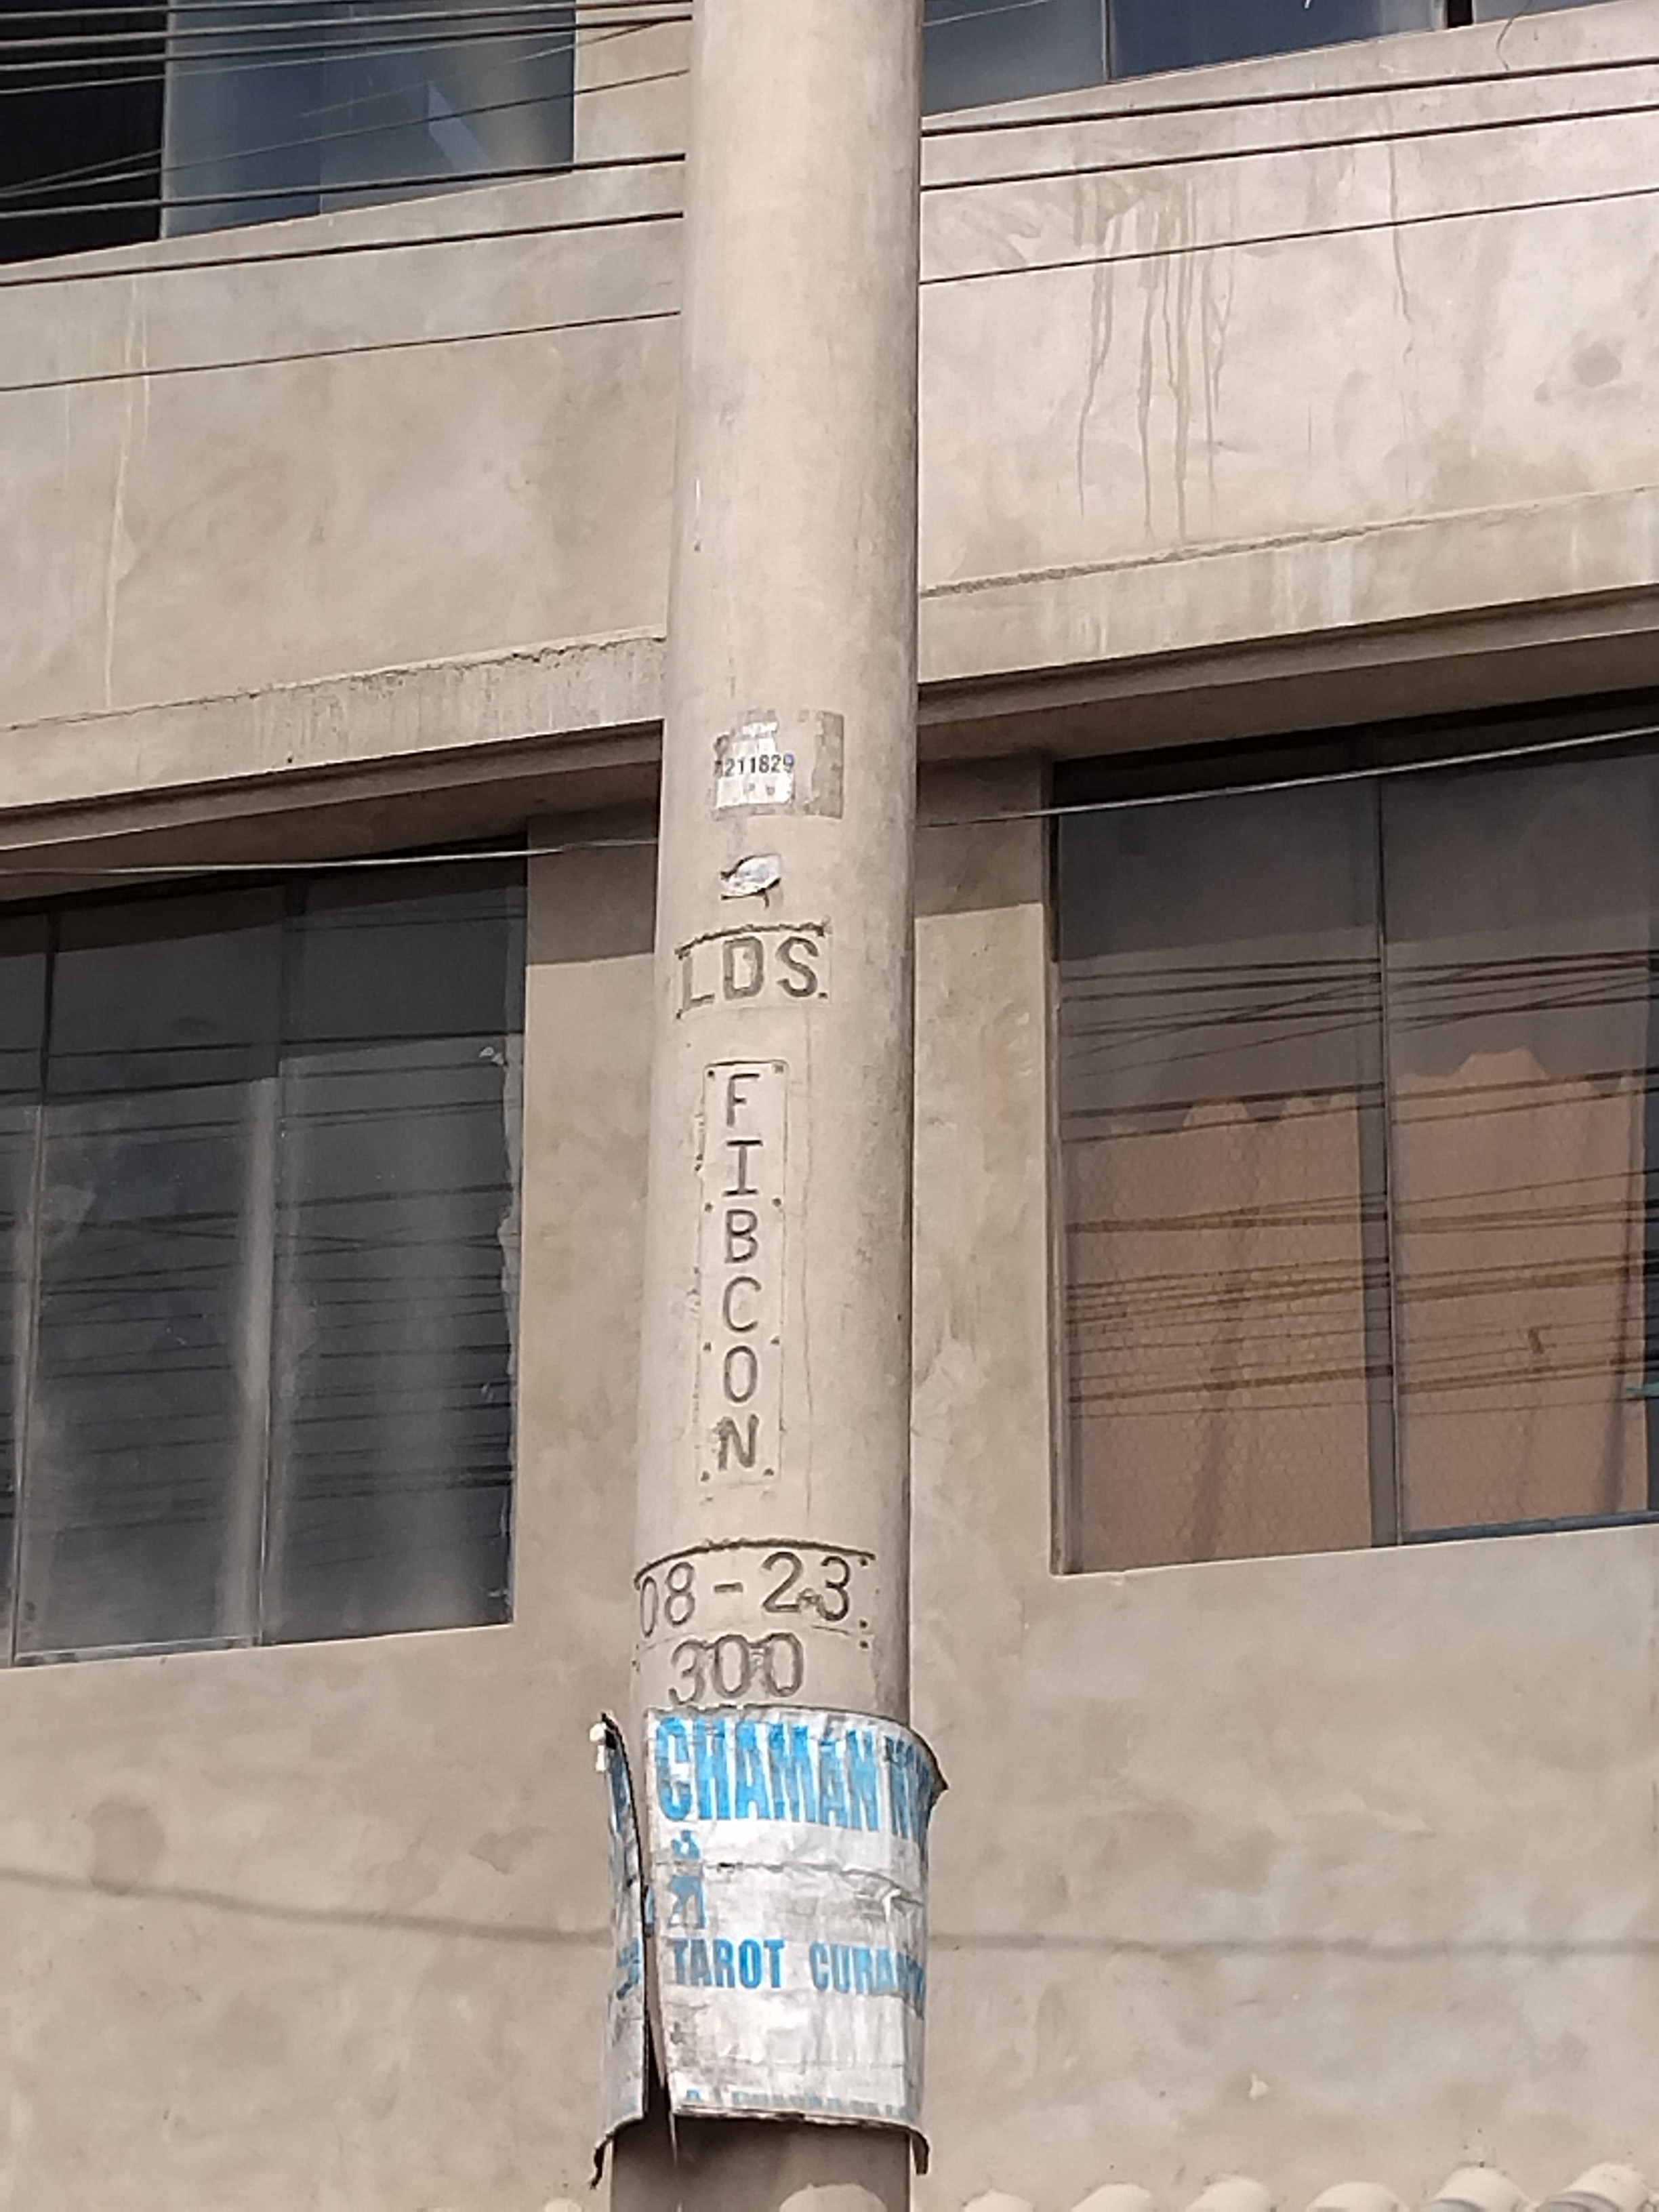 211829
LDS
FIBCON
08-23
300
CHAMAN
TAROT